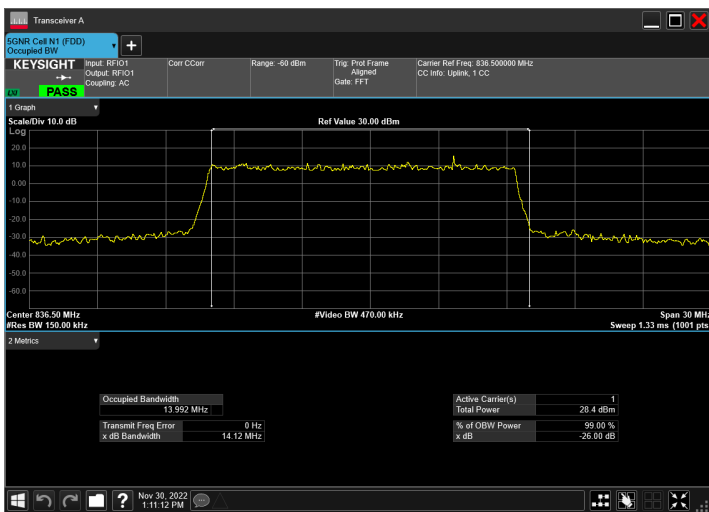 Transceiver A
5GNR Cell N1 (FDD)
Occupied BW
KEYSIGHT
PASS
Input: RFIO1
Output: RFIO1
Coupling: AC
Corr CCorr
Range: -60 dBm
Trig: Prot Frame
Aligned
Gate: FFT
Carrier Ref Freq: 836.500000 MHz
CC Info: Uplink, 1 CC
1 Graph
Scale/Div 10.0 dB
Ref Value 30.00 dBm
Log
20.0
10.0
0.00
-10.0
-20.0
-30.0
-40.0
-50.0
-60.0
Center 836.50 MHz
#Video BW 470.00 kHz
Span 30 MHz
#Res BW 150.00 kHz
Sweep 1.33 ms (1001 pts
2 Metrics
Occupied Bandwidth
13.992 MHz
Transmit Freq Error 0 Hz
x dB Bandwidth 14.12 MHz
Active Carrier(s) 1
Total Power 28.4 dBm
% of OBW Power 99.00 %
x dB -26.00 dB
Nov 30, 2022
1:11:12 PM